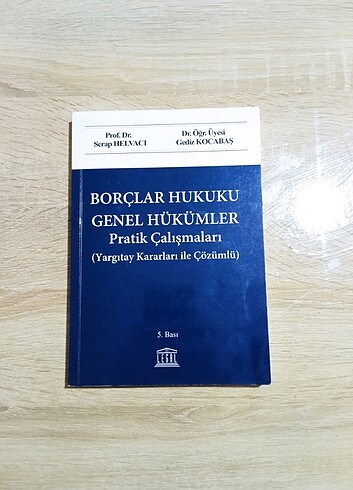 Prof. Dr.
Serap HELVACI
Dr. Öğr. Üyesi
Gediz KOCABAŞ
BORÇLAR HUKUKU
GENEL HÜKÜMLER
Pratik Çalışmaları
(Yargıtay Kararları ile Çözümlü)
5. Bası
LEGAL